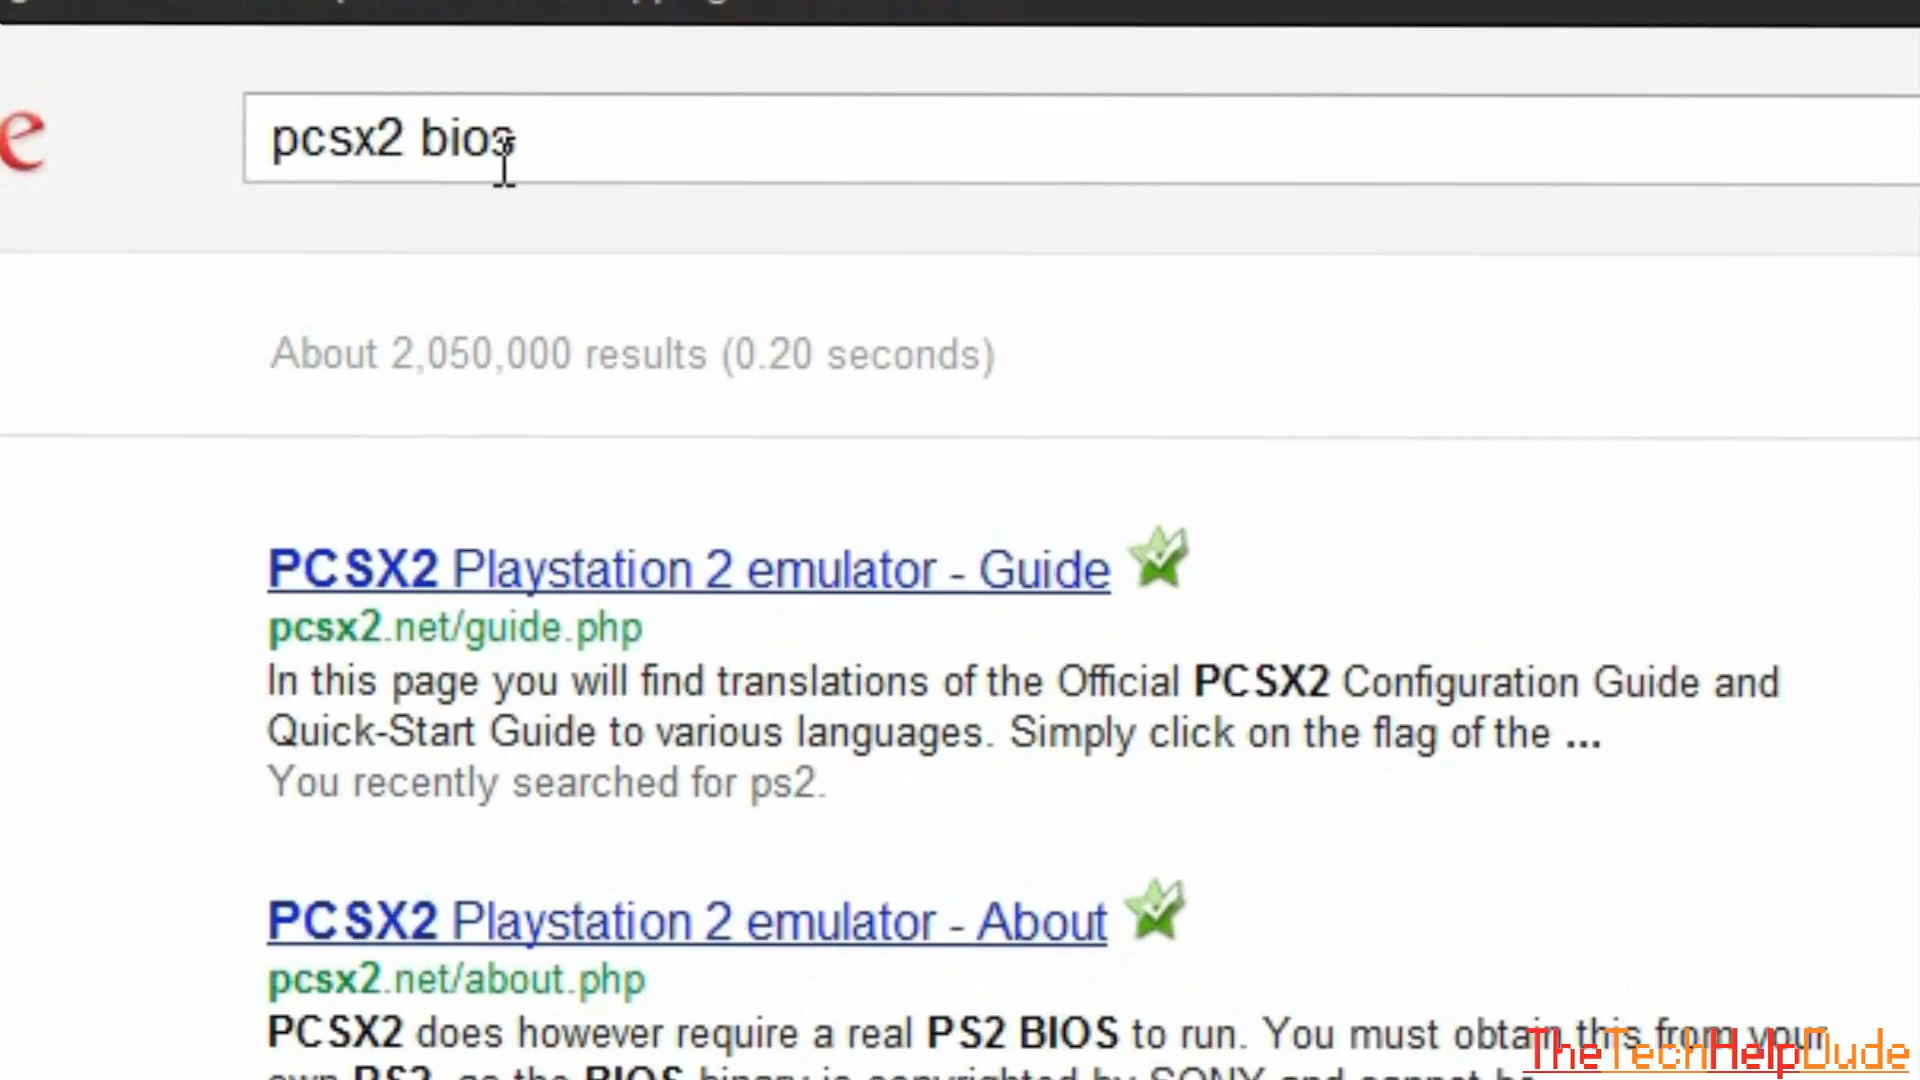 e
pcsx2 bios
About 2,050,000 results (0.20 seconds)
PCSX2 Playstation 2 emulator - Guide
pcsx2.net/guide.php
In this page you will find translations of the Official PCSX2 Configuration Guide and
Quick-Start Guide to various languages. Simply click on the flag of the ...
You recently searched for ps2.
PCSX2 Playstation 2 emulator - About
pcsx2.net/about.php
PCSX2 does however require a real PS2 BIOS to run. You must obtain this from your
own PS2, as the BIOS binary is copyrighted by SONY and cannot be
TheTechHelpDude